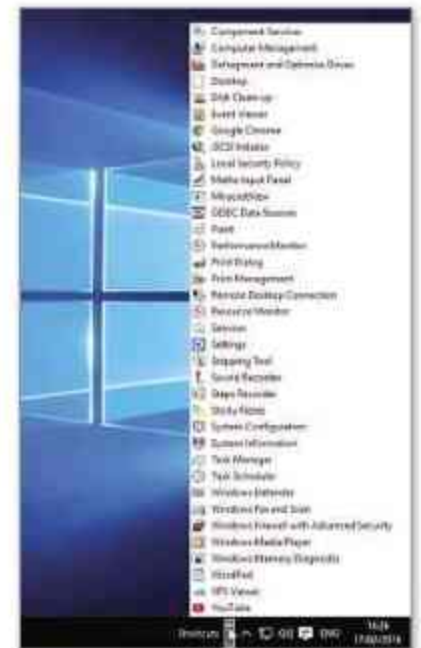 Component Services
Computer Management
Defragment and Optimise Drives
Desktop
Disk Clean-up
Event Viewer
Google Chrome
iSCSI Initiator
Local Security Policy
Maths Input Panel
MiracastView
ODBC Data Sources
Paint
Performance Monitor
Print Dialog
Print Management
Remote Desktop Connection
Resource Monitor
Services
Settings
Snipping Tool
Sound Recorder
Steps Recorder
Sticky Notes
System Configuration
System Information
Task Manager
Task Scheduler
Windows Defender
Windows Fax and Scan
Windows Firewall with Advanced Security
Windows Media Player
Windows Memory Diagnostic
WordPad
XPS Viewer
YouTube
Shortcuts ENG